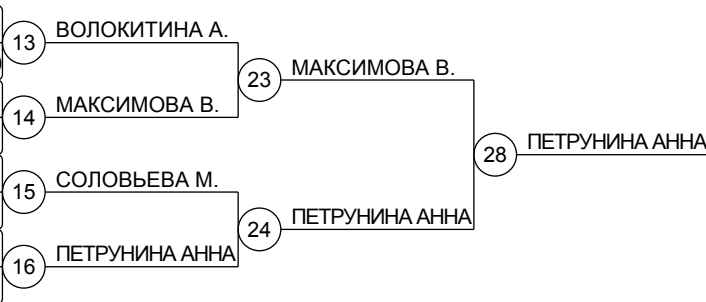 13 ВОЛОКИТИНА А.
23 МАКСИМОВА В.
14 МАКСИМОВА В.
28 ПЕТРУНИНА АННА
15 СОЛОВЬЕВА М.
24 ПЕТРУНИНА АННА
16 ПЕТРУНИНА АННА